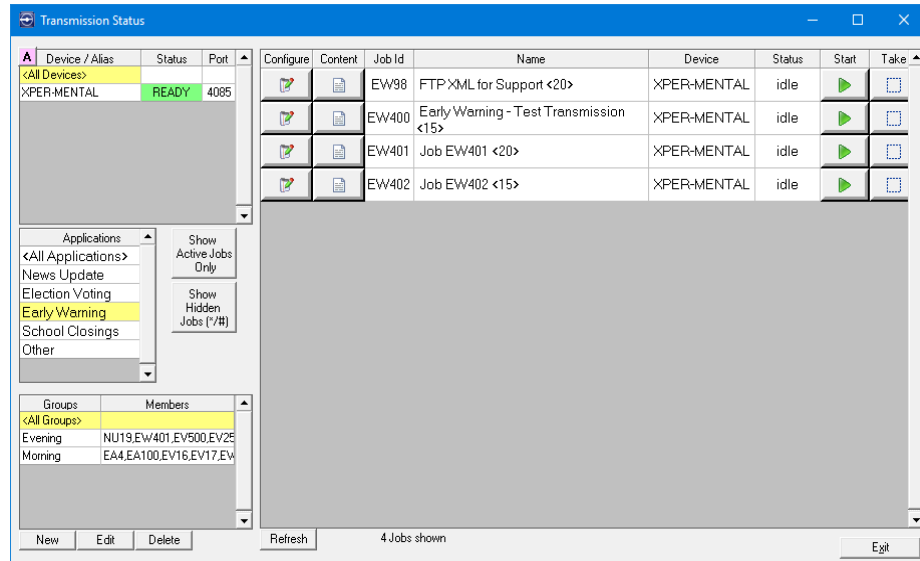 Transmission Status
A Device / Alias Status Port
<All Devices>
XPER-MENTAL READY 4085
Configure Content Job Id Name Device Status Start Take
EW98 FTP XML for Support <20> XPER-MENTAL idle
EW400 Early Warning - Test Transmission <15> XPER-MENTAL idle
EW401 Job EW401 <20> XPER-MENTAL idle
EW402 Job EW402 <15> XPER-MENTAL idle
Applications
<All Applications>
News Update
Election Voting
Early Warning
School Closings
Other
Show
Active Jobs
Only
Show
Hidden
Jobs (*/#)
Groups Members
<All Groups>
Evening NU19,EW401,EV500,EV25
Morning EA4,EA100,EV16,EV17,EW
New Edit Delete
Refresh 4 Jobs shown
Exit